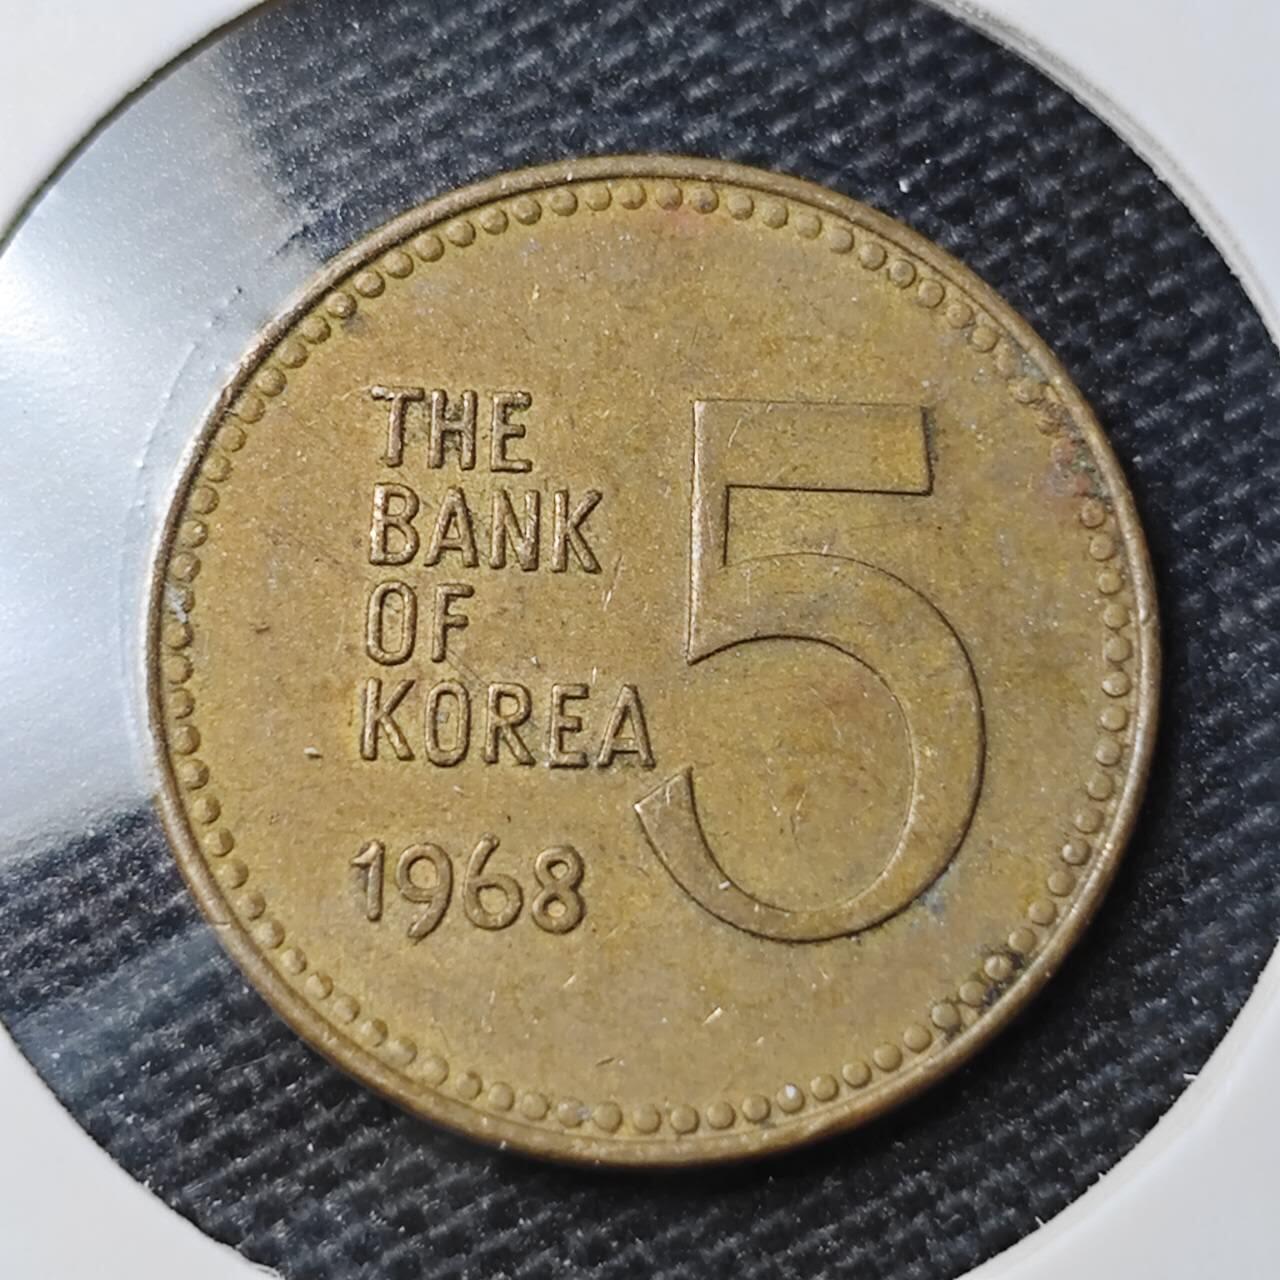 THE
BANK
OF
KOREA
5
1968